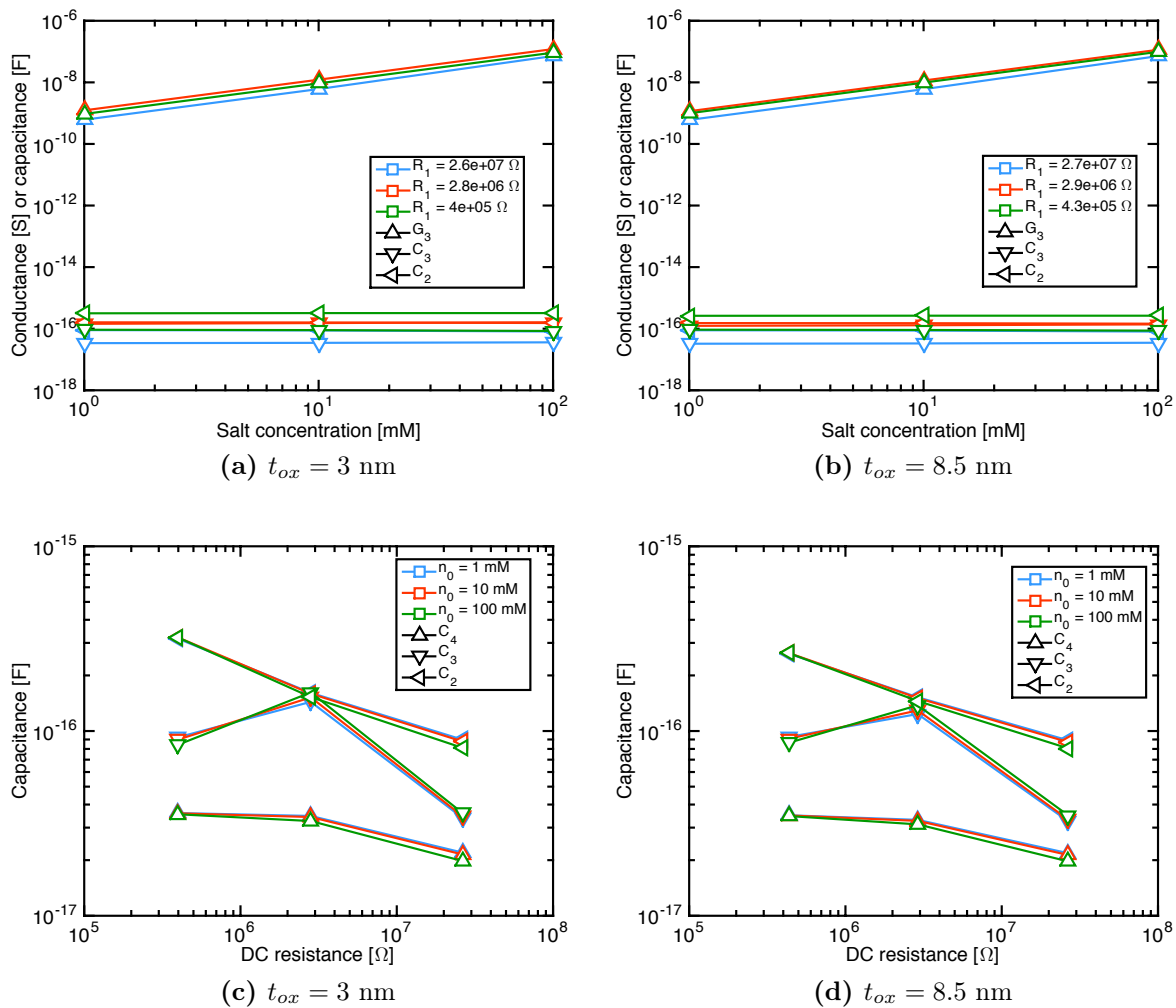 10^-6
10^-8
10^-10
10^-12
10^-14
10^-16
10^-18
Conductance [S] or capacitance [F]
R_1 = 2.6e+07 Ω
R_1 = 2.8e+06 Ω
R_1 = 4e+05 Ω
G_3
C_3
C_2
10^0
10^1
10^2
Salt concentration [mM]
(a) t_ox = 3 nm
10^-6
10^-8
10^-10
10^-12
10^-14
10^-16
10^-18
Conductance [S] or capacitance [F]
R_1 = 2.7e+07 Ω
R_1 = 2.9e+06 Ω
R_1 = 4.3e+05 Ω
G_3
C_3
C_2
10^0
10^1
10^2
Salt concentration [mM]
(b) t_ox = 8.5 nm
10^-15
10^-16
10^-17
Capacitance [F]
n_0 = 1 mM
n_0 = 10 mM
n_0 = 100 mM
C_4
C_3
C_2
10^5
10^6
10^7
10^8
DC resistance [Ω]
(c) t_ox = 3 nm
10^-15
10^-16
10^-17
Capacitance [F]
n_0 = 1 mM
n_0 = 10 mM
n_0 = 100 mM
C_4
C_3
C_2
10^5
10^6
10^7
10^8
DC resistance [Ω]
(d) t_ox = 8.5 nm